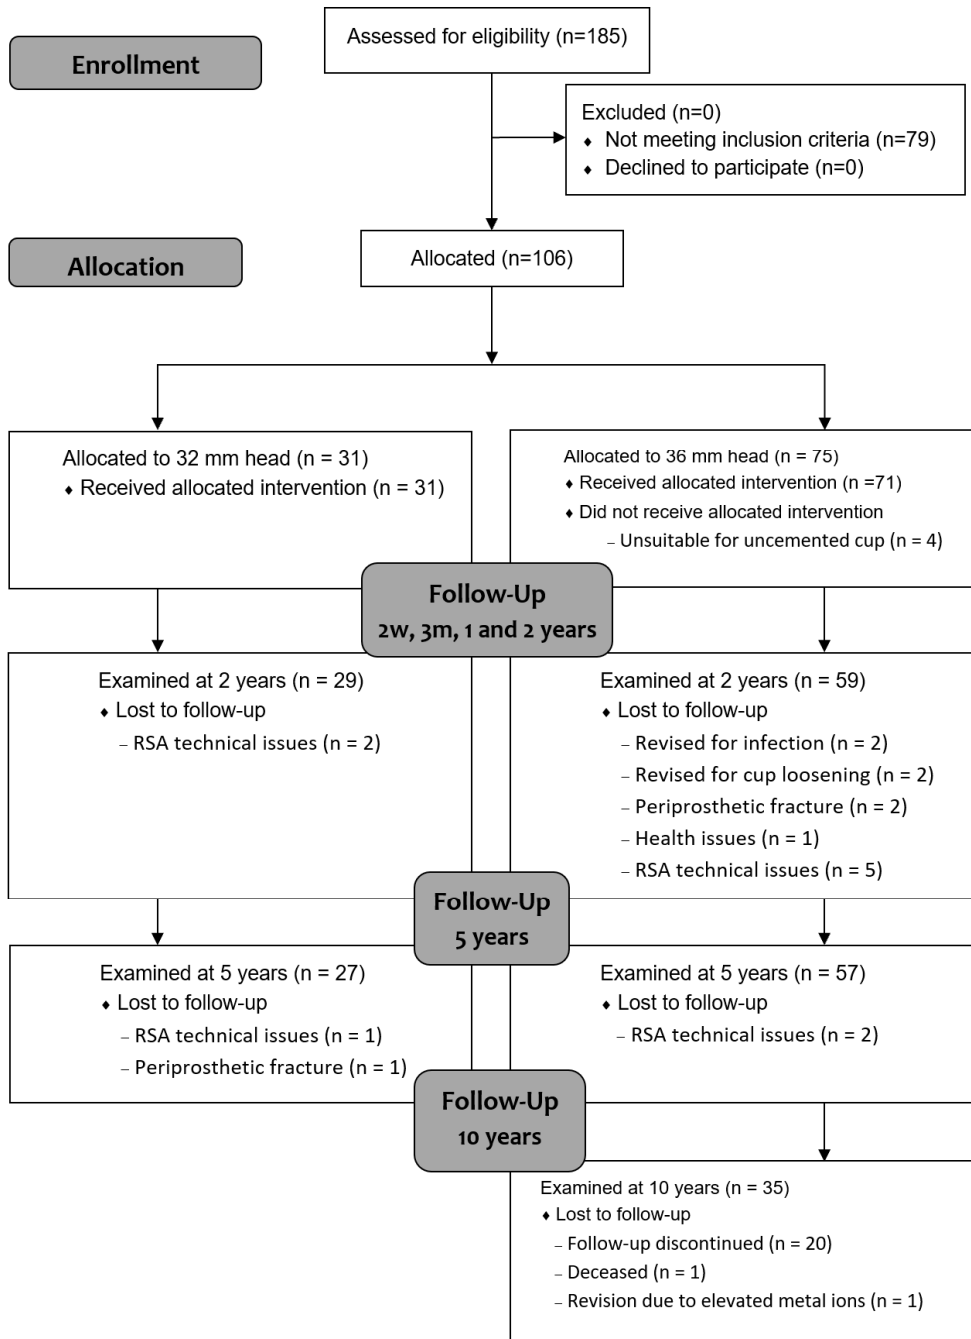 Assessed for eligibility (n=185)
Enrollment
Excluded (n=0)
♦ Not meeting inclusion criteria (n=79)
♦ Declined to participate (n=0)
Allocation
Allocated (n=106)
Allocated to 32 mm head (n = 31)
♦ Received allocated intervention (n = 31)
Allocated to 36 mm head (n = 75)
♦ Received allocated intervention (n =71)
♦ Did not receive allocated intervention
– Unsuitable for uncemented cup (n = 4)
Follow-Up
2w, 3m, 1 and 2 years
Examined at 2 years (n = 29)
♦ Lost to follow-up
– RSA technical issues (n = 2)
Examined at 2 years (n = 59)
♦ Lost to follow-up
– Revised for infection (n = 2)
– Revised for cup loosening (n = 2)
– Periprosthetic fracture (n = 2)
– Health issues (n = 1)
– RSA technical issues (n = 5)
Follow-Up
5 years
Examined at 5 years (n = 27)
♦ Lost to follow-up
– RSA technical issues (n = 1)
– Periprosthetic fracture (n = 1)
Examined at 5 years (n = 57)
♦ Lost to follow-up
– RSA technical issues (n = 2)
Follow-Up
10 years
Examined at 10 years (n = 35)
♦ Lost to follow-up
– Follow-up discontinued (n = 20)
– Deceased (n = 1)
– Revision due to elevated metal ions (n = 1)